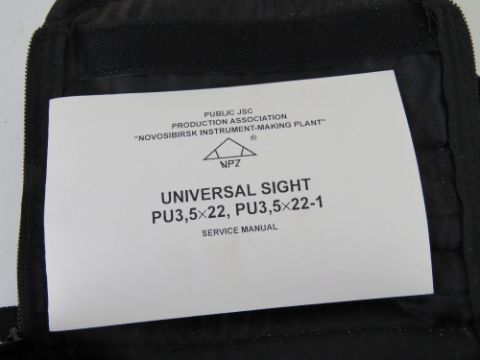 PUBLIC JSC
PRODUCTION ASSOCIATION
"NOVOSIBIRSK INSTRUMENT-MAKING PLANT"
®
NPZ
UNIVERSAL SIGHT
PU3,5×22, PU3,5×22-1
SERVICE MANUAL